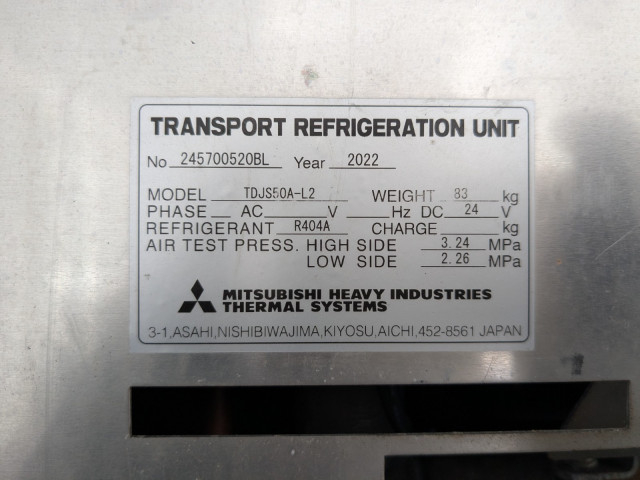 TRANSPORT REFRIGERATION UNIT
No 245700520BL Year 2022
MODEL TDJS50A-L2 WEIGHT 83 kg
PHASE AC V Hz DC 24 V
REFRIGERANT R404A CHARGE kg
AIR TEST PRESS. HIGH SIDE 3.24 MPa
LOW SIDE 2.26 MPa
MITSUBISHI HEAVY INDUSTRIES
THERMAL SYSTEMS
3-1,ASAHI,NISHIBIWAJIMA,KIYOSU,AICHI,452-8561 JAPAN